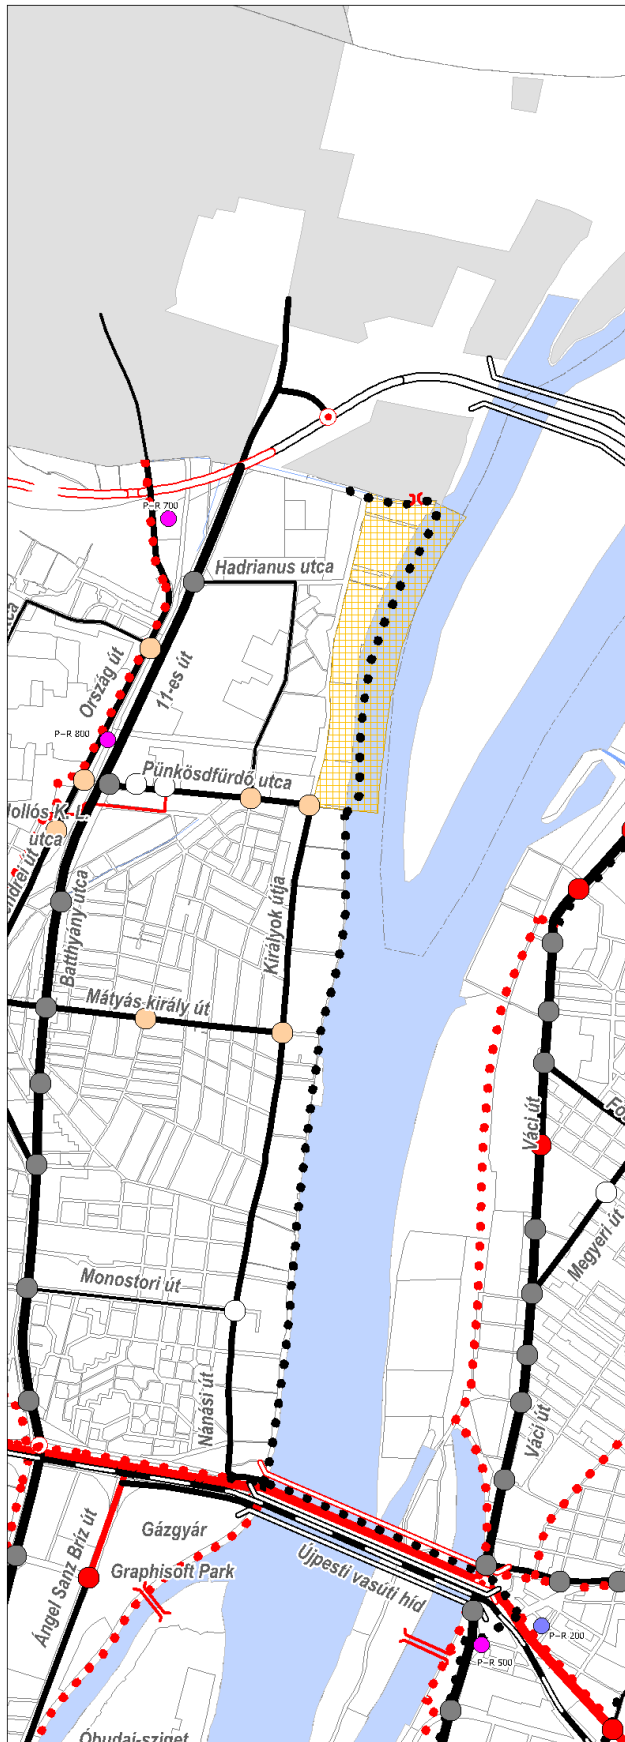 P-R 700
Hadrianus utca
utca
Ország út
11-es út
P-R 800
Pünkösdfürdő utca
utca
Batthyány utca
Királyok útja
Mátyás király út
Váci út
Megyeri út
Monostori út
Nánási út
Váci út
Gázgyár
Ángel Sanz Bríz út
Graphisoft Park
Újpesti vasúti híd
P-R 200
P-R 500
Óbudai-sziget